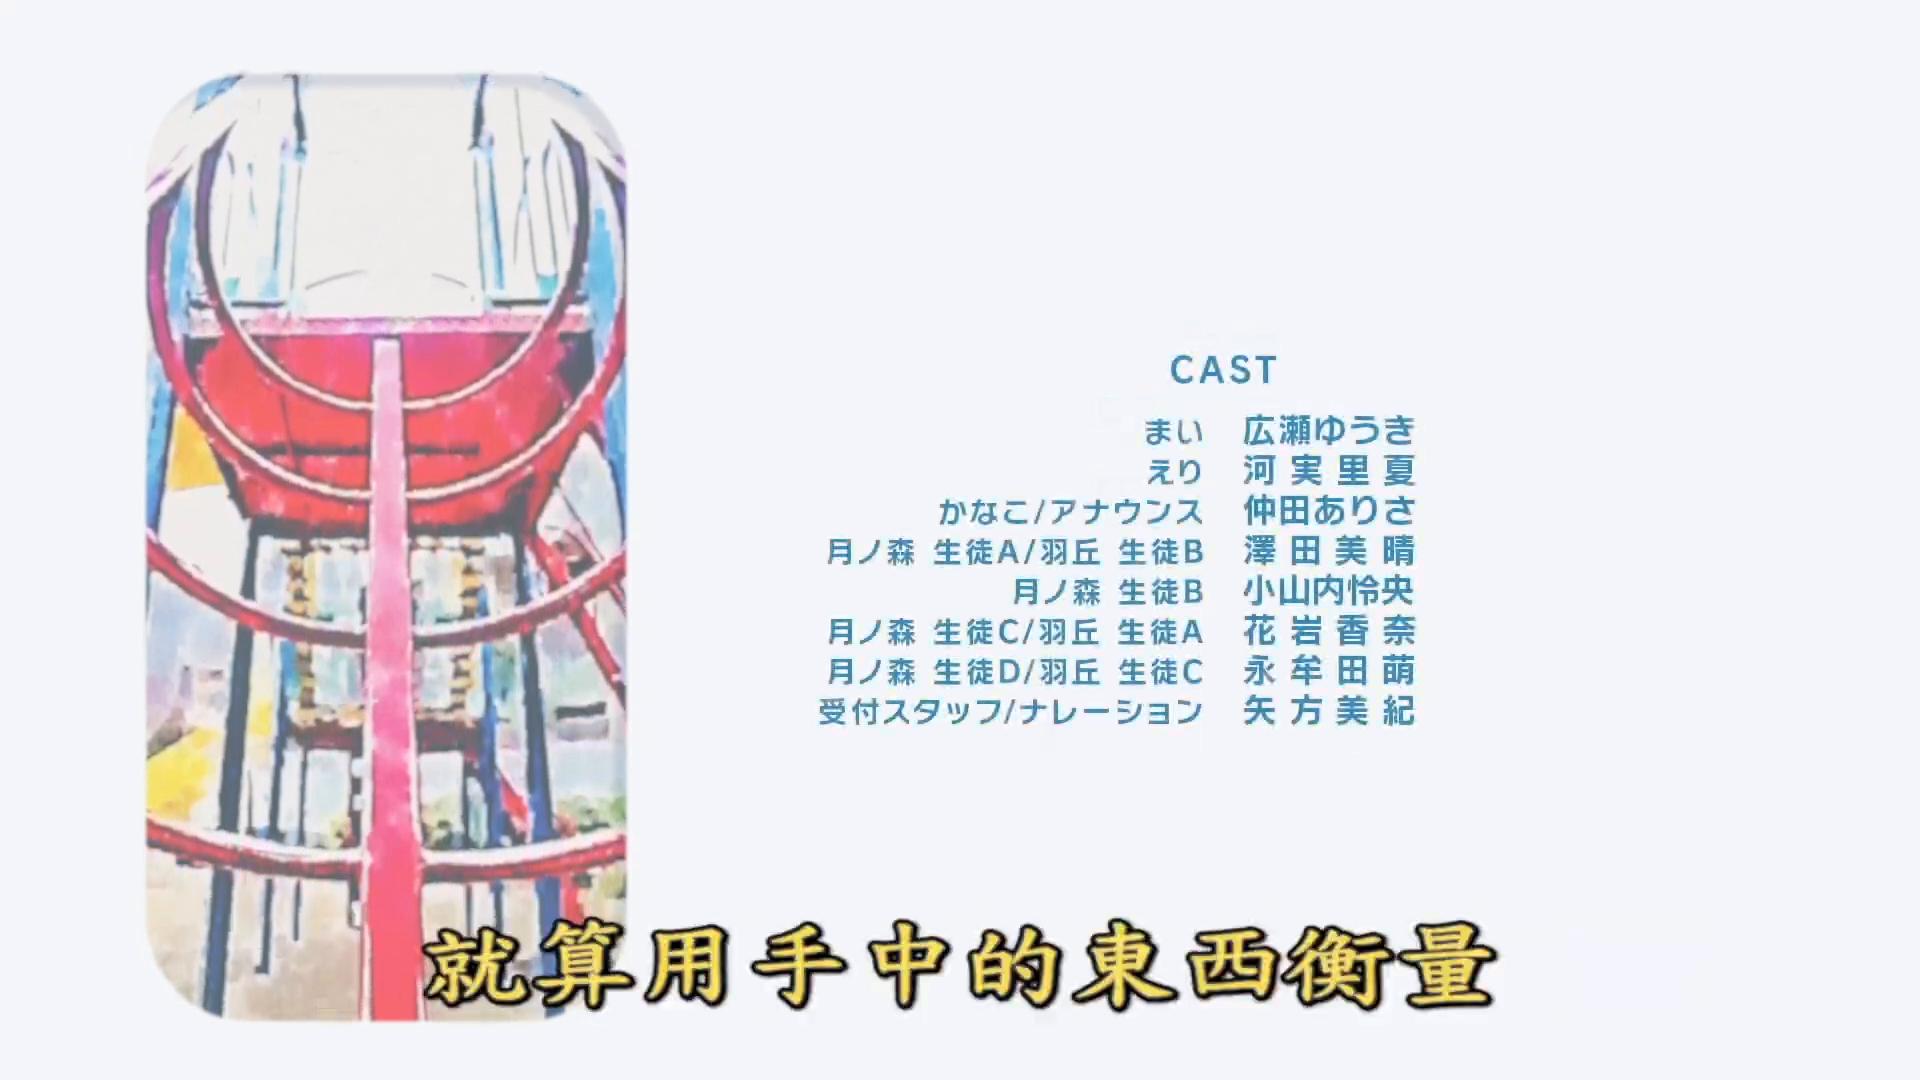 CAST
まい 広瀬ゆうき
えり 河実里夏
かなこ/アナウンス 仲田ありさ
月ノ森 生徒A/羽丘 生徒B 澤田美晴
月ノ森 生徒B 小山内怜央
月ノ森 生徒C/羽丘 生徒A 花岩香奈
月ノ森 生徒D/羽丘 生徒C 永牟田萌
受付スタッフ/ナレーション 矢方美紀
就算用手中的東西衡量